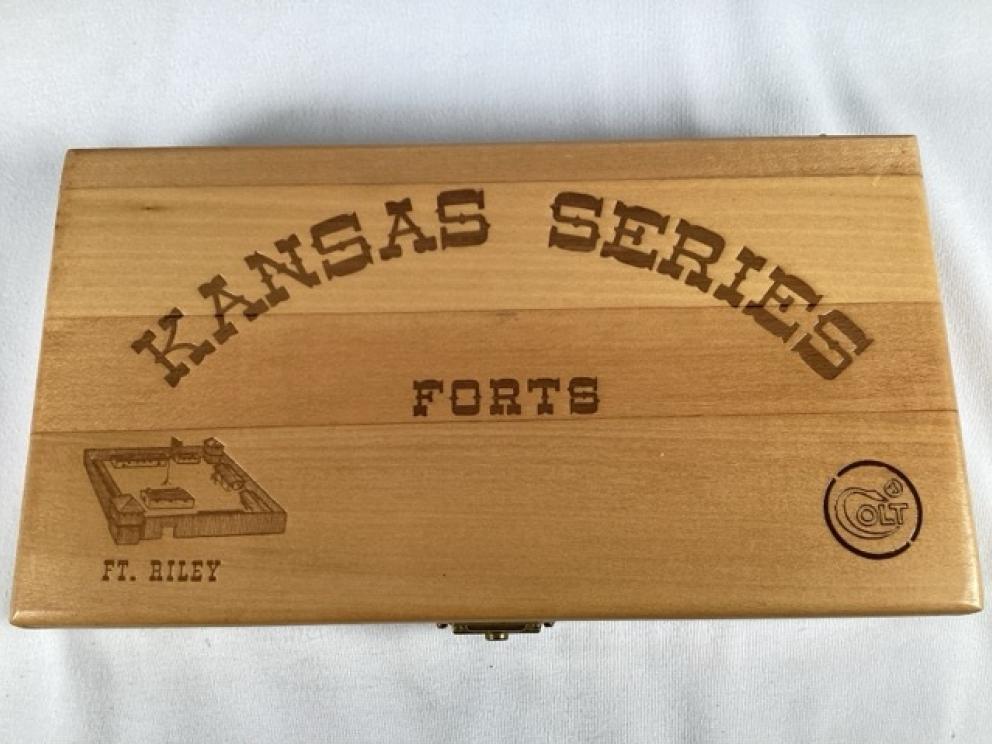 KANSAS SERIES
FORTS
FT. RILEY
COLT